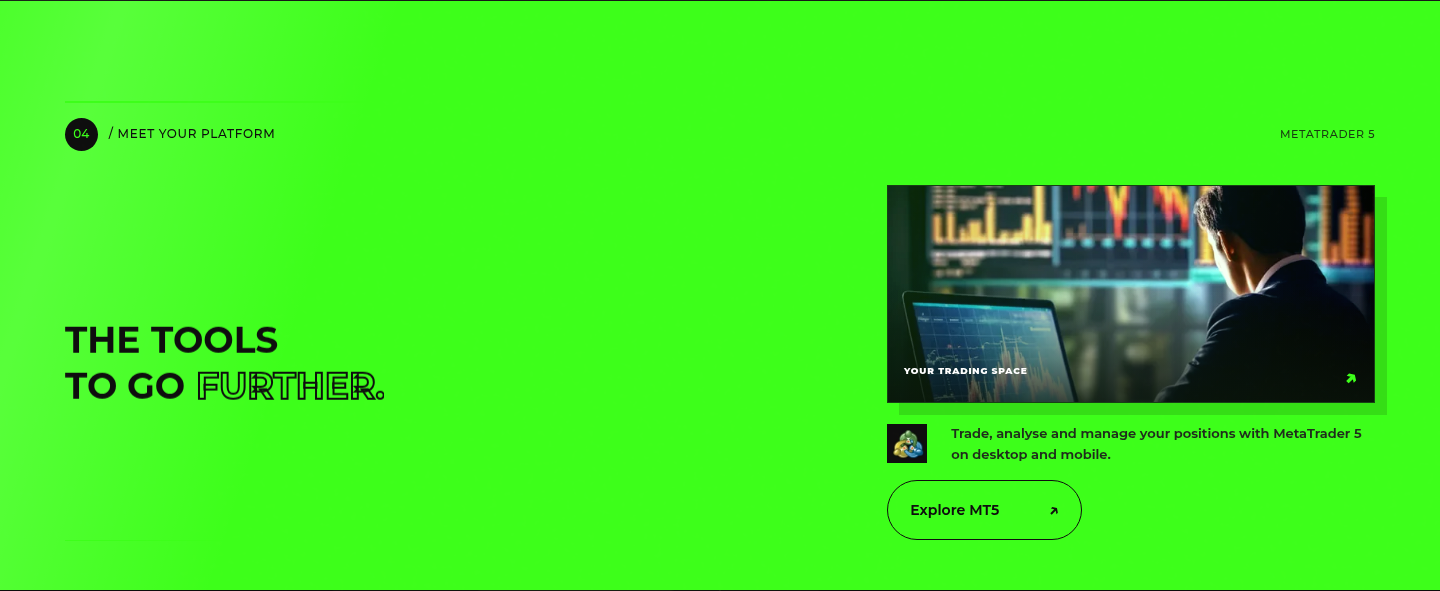 04 / MEET YOUR PLATFORM
METATRADER 5
THE TOOLS
TO GO FURTHER.
YOUR TRADING SPACE
Trade, analyse and manage your positions with MetaTrader 5
on desktop and mobile.
Explore MT5